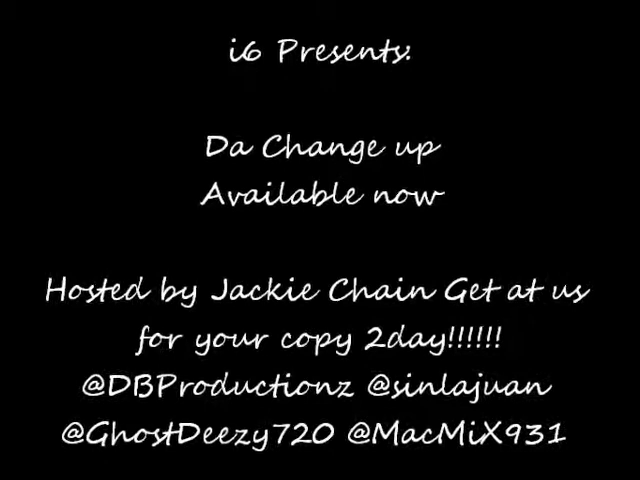 i6 Presents:
Da Change up
Available now
Hosted by Jackie Chain Get at us
for your copy 2day!!!!!!
@DBProductionz @sinlajuan
@GhostDeezy720 @MacMiX931